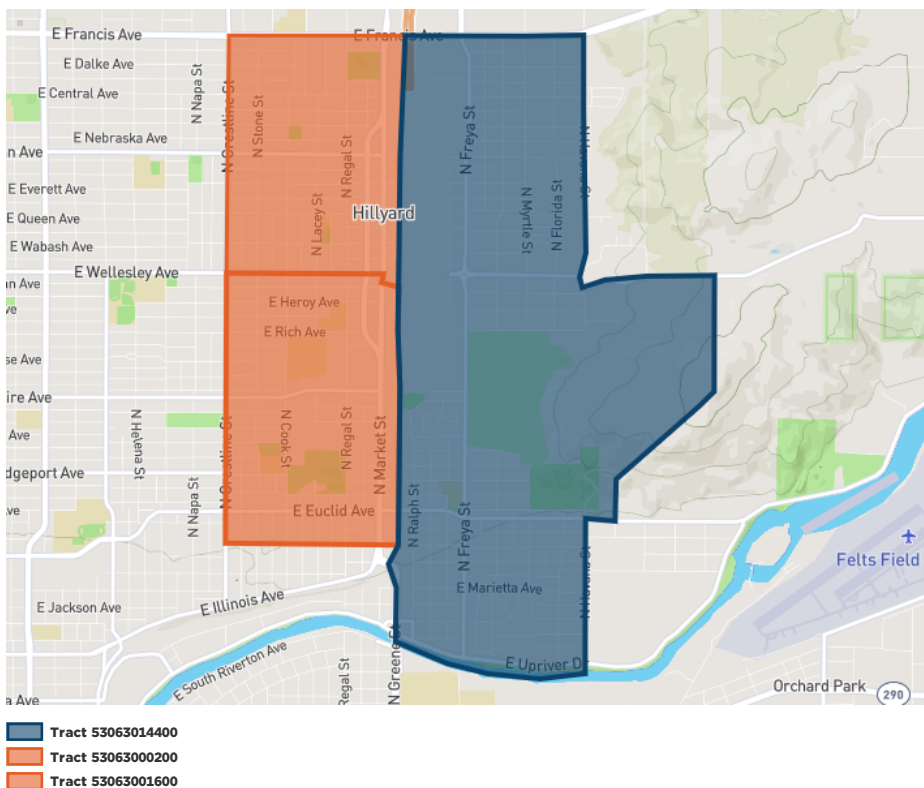 E Francis Ave
E Francis Ave
E Dalke Ave
N Napa St
E Central Ave
N Crestline St
N Stone St
E Nebraska Ave
N Freya St
N Regal St
n Ave
E Everett Ave
N Lacey St
N Myrtle St
N Florida St
E Queen Ave
Hillyard
E Wabash Ave
E Wellesley Ave
an Ave
E Heroy Ave
ve
E Rich Ave
se Ave
ire Ave
N Helena St
N Crestline St
N Cook St
N Regal St
N Market St
Ave
dgeport Ave
N Napa St
E Euclid Ave
N Ralph St
N Freya St
ve
Felts Field
E Marietta Ave
E Jackson Ave
E Illinois Ave
E South Riverton Ave
Regal St
N Greene St
E Upriver D
Orchard Park
290
a Ave
Tract 53063014400
Tract 53063000200
Tract 53063001600